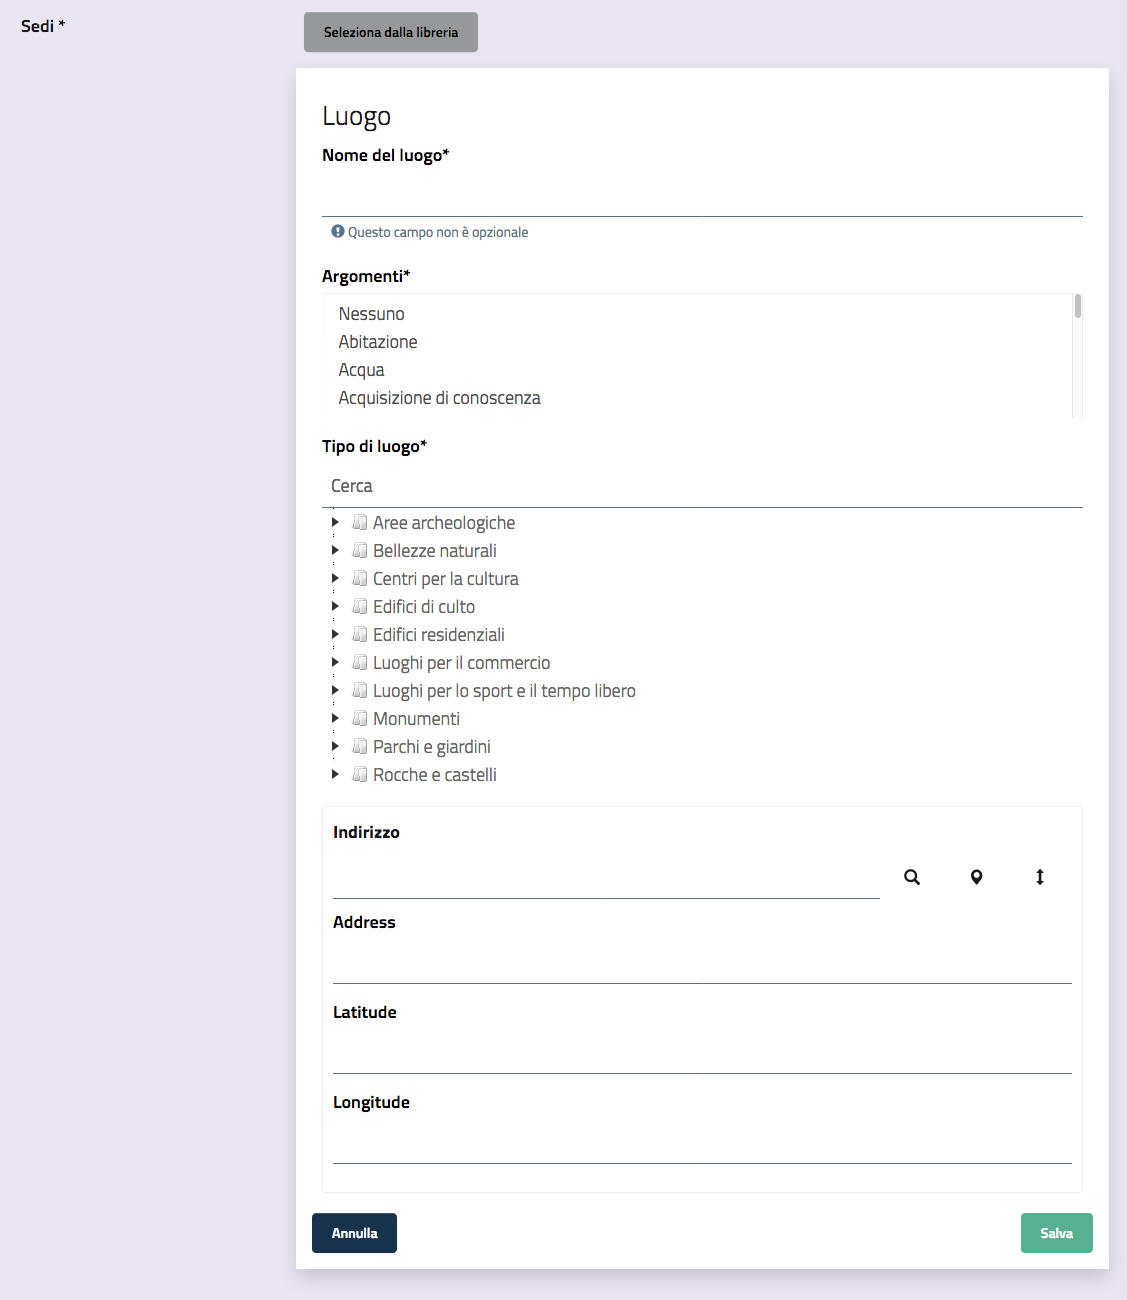 Sedi *
Seleziona dalla libreria
Luogo
Nome del luogo*
Questo campo non è opzionale
Argomenti*
Nessuno
Abitazione
Acqua
Acquisizione di conoscenza
Tipo di luogo*
Cerca
Aree archeologiche
Bellezze naturali
Centri per la cultura
Edifici di culto
Edifici residenziali
Luoghi per il commercio
Luoghi per lo sport e il tempo libero
Monumenti
Parchi e giardini
Rocche e castelli
Indirizzo
Address
Latitude
Longitude
Annulla
Salva